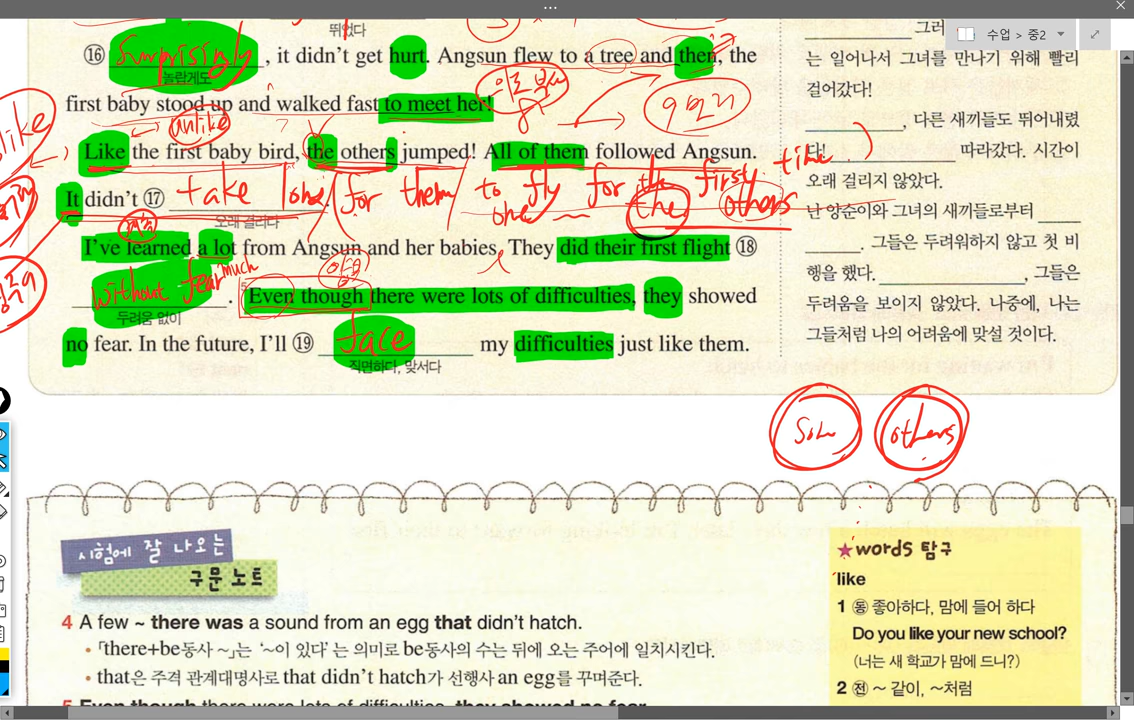 수업 > 중2
뛰었다
⑯ Surprisingly, it didn't get hurt. Angsun flew to a tree and then, the
놀랍게도
first baby stood up and walked fast to meet her!
unlike
9번지
Like the first baby bird, the others jumped! All of them followed Angsun.
It didn't ⑰ take long for them to fly for the first time
오래 걸리다
one
the others
I've learned a lot from Angsun and her babies. They did their first flight ⑱
much
without fear. Even though there were lots of difficulties, they showed
두려움 없이
no fear. In the future, I'll ⑲ face my difficulties just like them.
직면하다, 맞서다
그러
는 일어나서 그녀를 만나기 위해 빨리
걸어갔다!
, 다른 새끼들도 뛰어내렸
다! 따라갔다. 시간이
오래 걸리지 않았다.
난 앙순이와 그녀의 새끼들로부터
. 그들은 두려워하지 않고 첫 비
행을 했다. , 그들은
두려움을 보이지 않았다. 나중에, 나는
그들처럼 나의 어려움에 맞설 것이다.
others
시험에 잘 나오는
구문 노트
4 A few ~ there was a sound from an egg that didn't hatch.
• 「there+be동사 ~」는 '~이 있다' 는 의미로 be동사의 수는 뒤에 오는 주어에 일치시킨다.
• that은 주격 관계대명사로 that didn't hatch가 선행사 an egg를 꾸며준다.
5 Even though there were lots of difficulties, they showed no fear.
★words 탐구
like
1 동 좋아하다, 맘에 들어 하다
Do you like your new school?
(너는 새 학교가 맘에 드니?)
2 전 ~ 같이, ~처럼